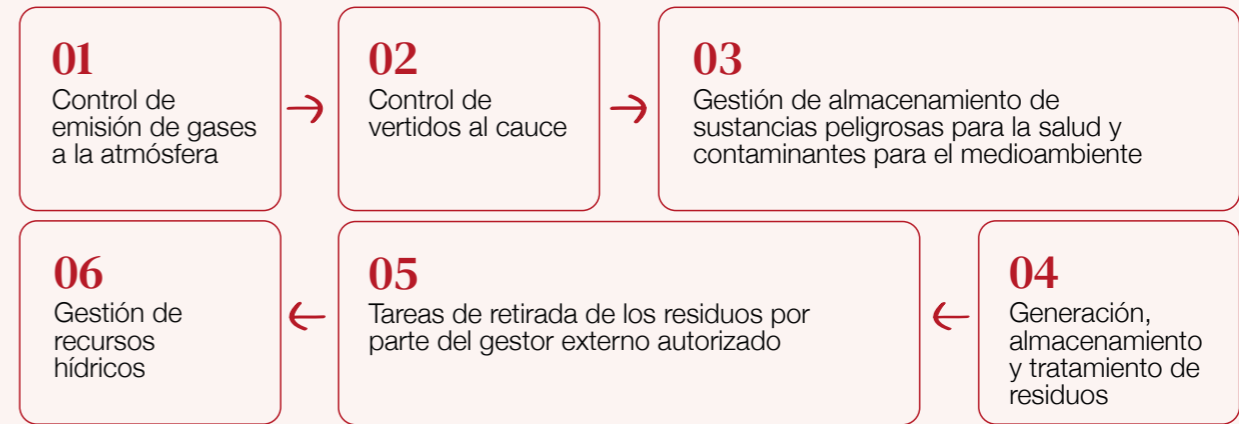 01
Control de
emisión de gases
a la atmósfera
02
Control de
vertidos al cauce
03
Gestión de almacenamiento de
sustancias peligrosas para la salud y
contaminantes para el medioambiente
04
Generación,
almacenamiento
y tratamiento de
residuos
05
Tareas de retirada de los residuos por
parte del gestor externo autorizado
06
Gestión de
recursos
hídricos